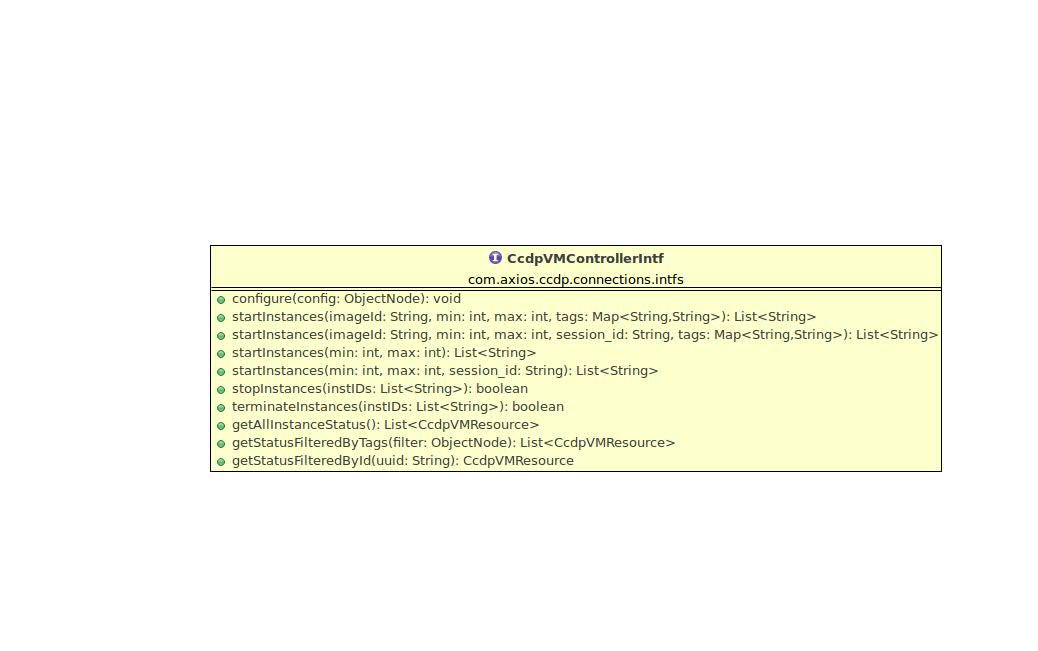 I CcdpVMControllerIntf
com.axios.ccdp.connections.intfs
configure(config: ObjectNode): void
startInstances(imageId: String, min: int, max: int, tags: Map<String,String>): List<String>
startInstances(imageId: String, min: int, max: int, session_id: String, tags: Map<String,String>): List<String>
startInstances(min: int, max: int): List<String>
startInstances(min: int, max: int, session_id: String): List<String>
stopInstances(instIDs: List<String>): boolean
terminateInstances(instIDs: List<String>): boolean
getAllInstanceStatus(): List<CcdpVMResource>
getStatusFilteredByTags(filter: ObjectNode): List<CcdpVMResource>
getStatusFilteredById(uuid: String): CcdpVMResource